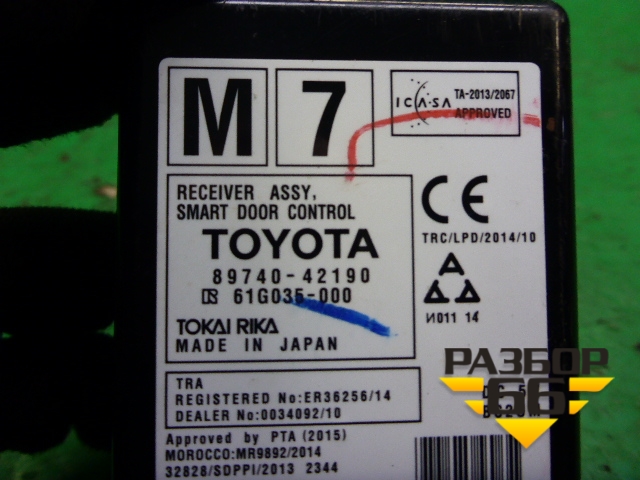 M 7
ICASA TA-2013/2067
APPROVED
RECEIVER ASSY,
SMART DOOR CONTROL
TOYOTA
89740-42190
61G035-000
TOKAI RIKA
MADE IN JAPAN
CE
TRC/LPD/2014/10
И011 14
TRA
REGISTERED No:ER36256/14
DEALER No:0034092/10
Approved by PTA (2015)
MOROCCO:MR9892/2014
32828/SDPPI/2013 2344
РАЗБОР
66